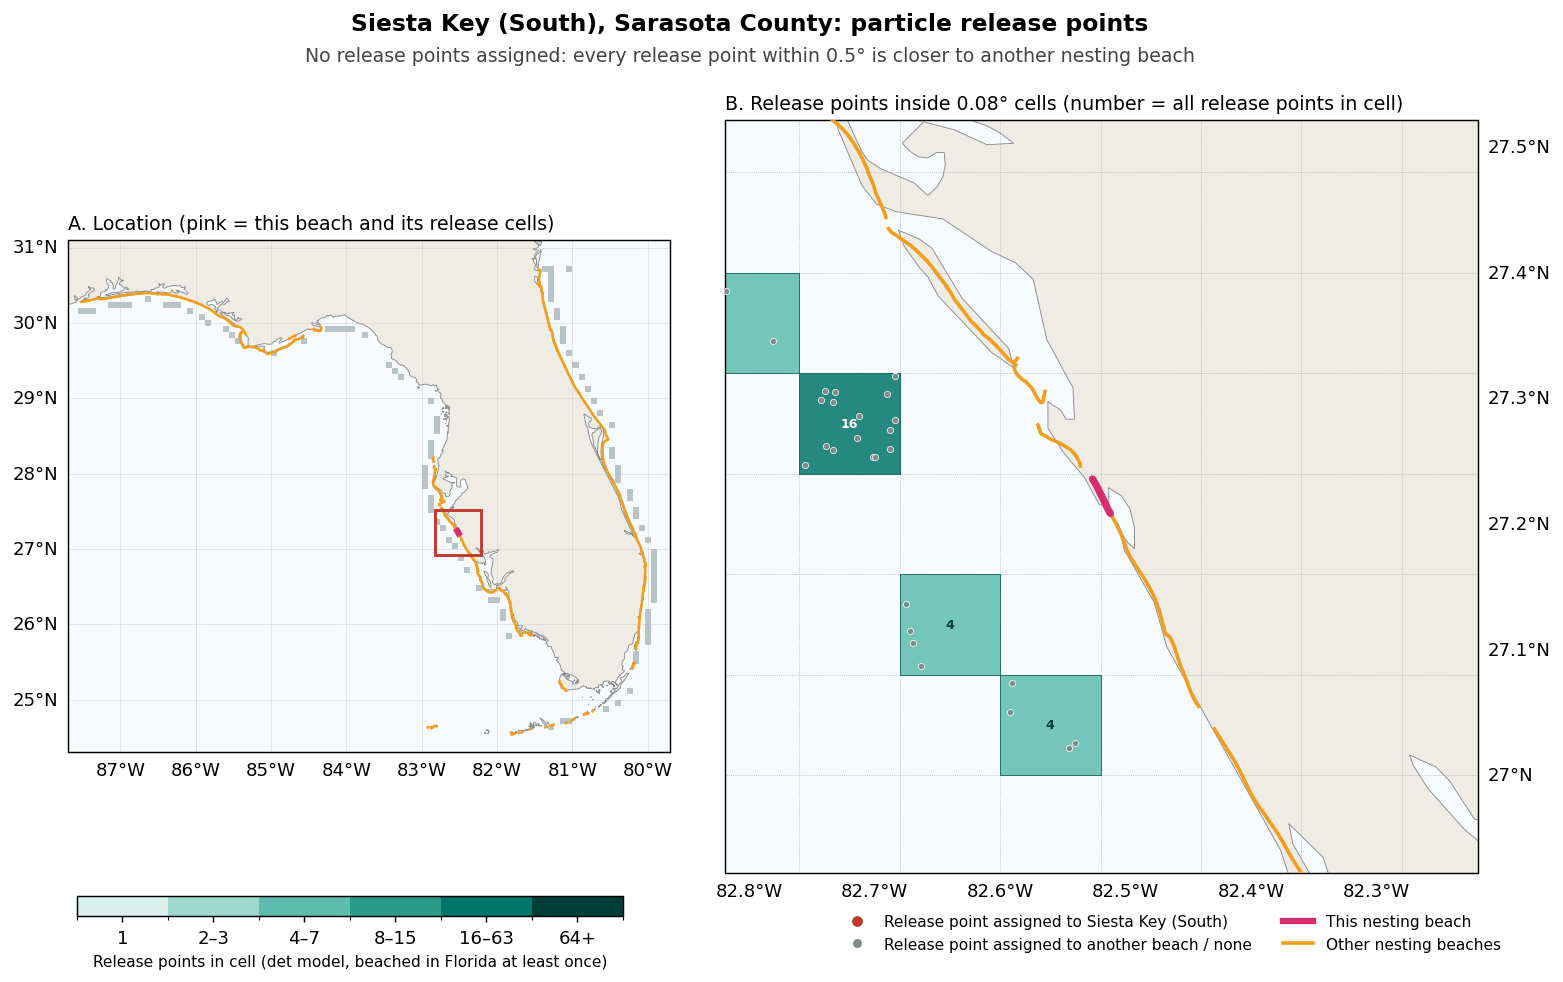 Siesta Key (South), Sarasota County: particle release points
No release points assigned: every release point within 0.5° is closer to another nesting beach
A. Location (pink = this beach and its release cells)
31°N
30°N
29°N
28°N
27°N
26°N
25°N
87°W 86°W 85°W 84°W 83°W 82°W 81°W 80°W
B. Release points inside 0.08° cells (number = all release points in cell)
16
4
4
27.5°N
27.4°N
27.3°N
27.2°N
27.1°N
27°N
82.8°W 82.7°W 82.6°W 82.5°W 82.4°W 82.3°W
1 2–3 4–7 8–15 16–63 64+
Release points in cell (det model, beached in Florida at least once)
Release point assigned to Siesta Key (South)
Release point assigned to another beach / none
This nesting beach
Other nesting beaches